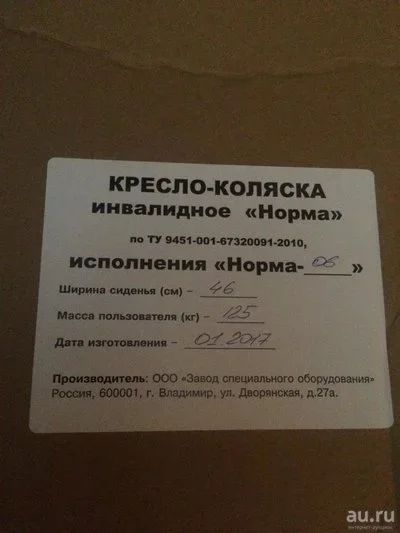 КРЕСЛО-КОЛЯСКА
инвалидное «Норма»
по ТУ 9451-001-67320091-2010,
исполнения «Норма-06»
Ширина сиденья (см) – 46
Масса пользователя (кг) – 125
Дата изготовления – 01.2017
Производитель: ООО «Завод специального оборудования»
Россия, 600001, г. Владимир, ул. Дворянская, д.27а.
au.ru
интернет-аукцион